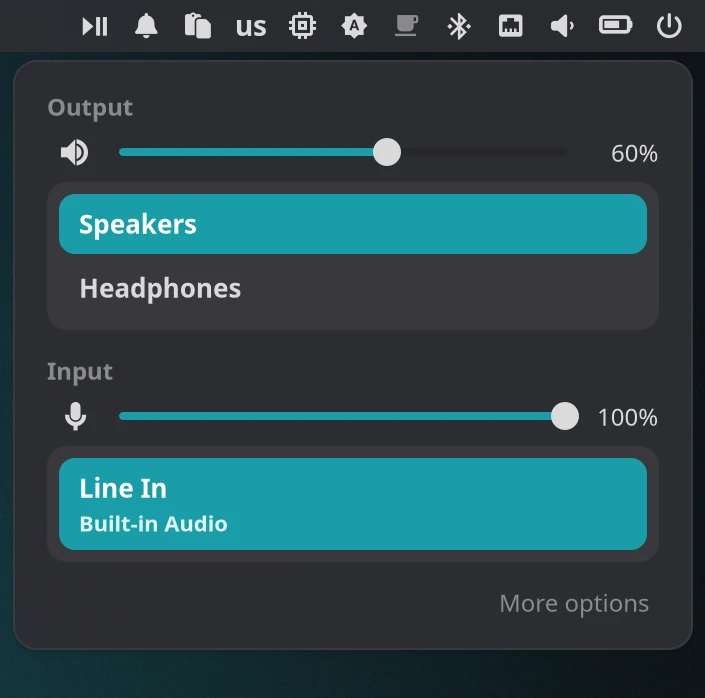 us A
Output
60%
Speakers
Headphones
Input
100%
Line In
Built-in Audio
More options